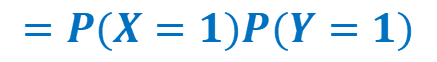 = P(X = 1)P(Y = 1)